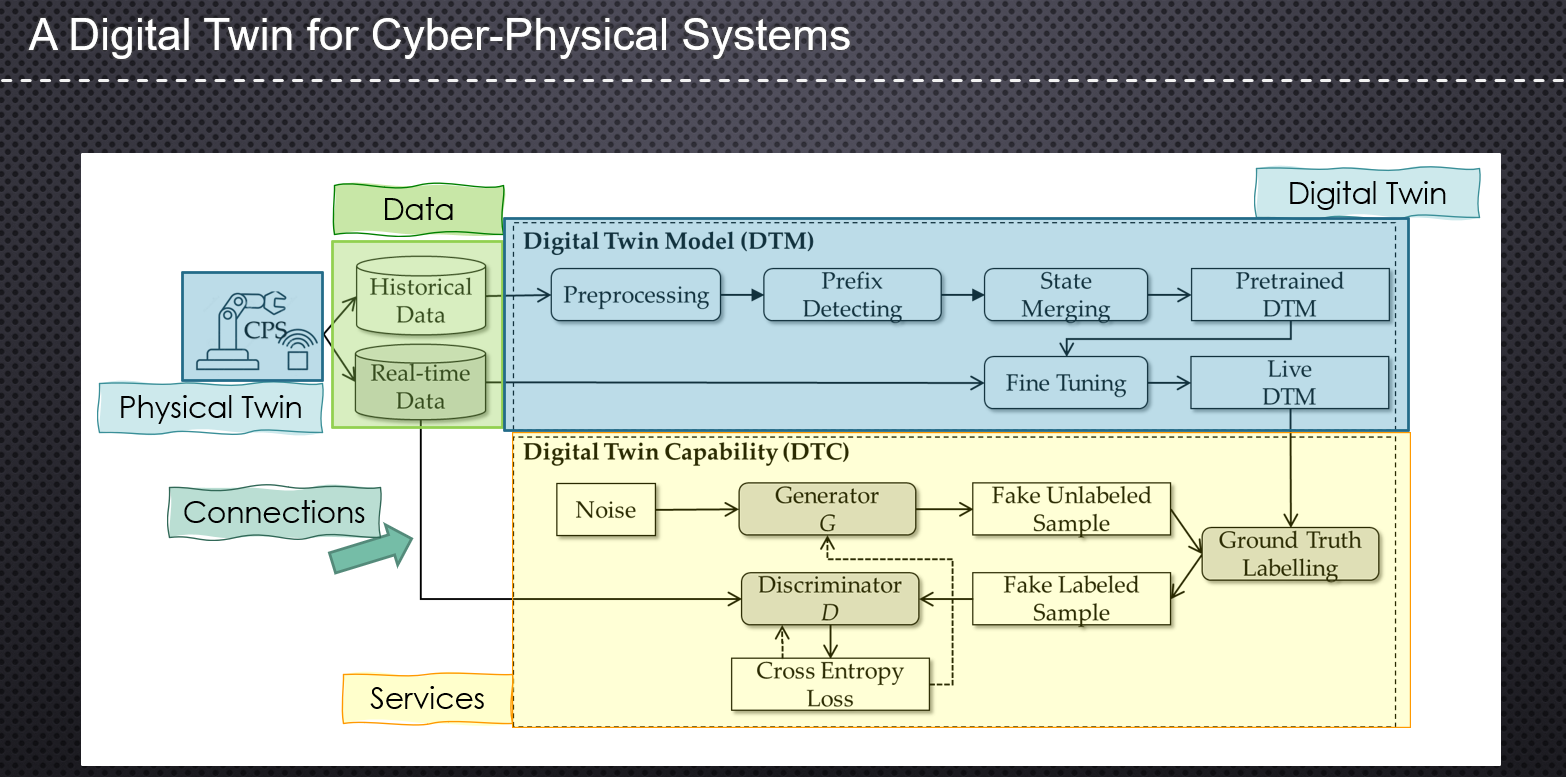 A Digital Twin for Cyber-Physical Systems
Data
Digital Twin
Digital Twin Model (DTM)
Historical
Data
Preprocessing
Prefix
Detecting
State
Merging
Pretrained
DTM
CPS
Real-time
Data
Fine Tuning
Live
DTM
Physical Twin
Digital Twin Capability (DTC)
Connections
Noise
Generator
G
Fake Unlabeled
Sample
Ground Truth
Labelling
Discriminator
D
Fake Labeled
Sample
Cross Entropy
Loss
Services